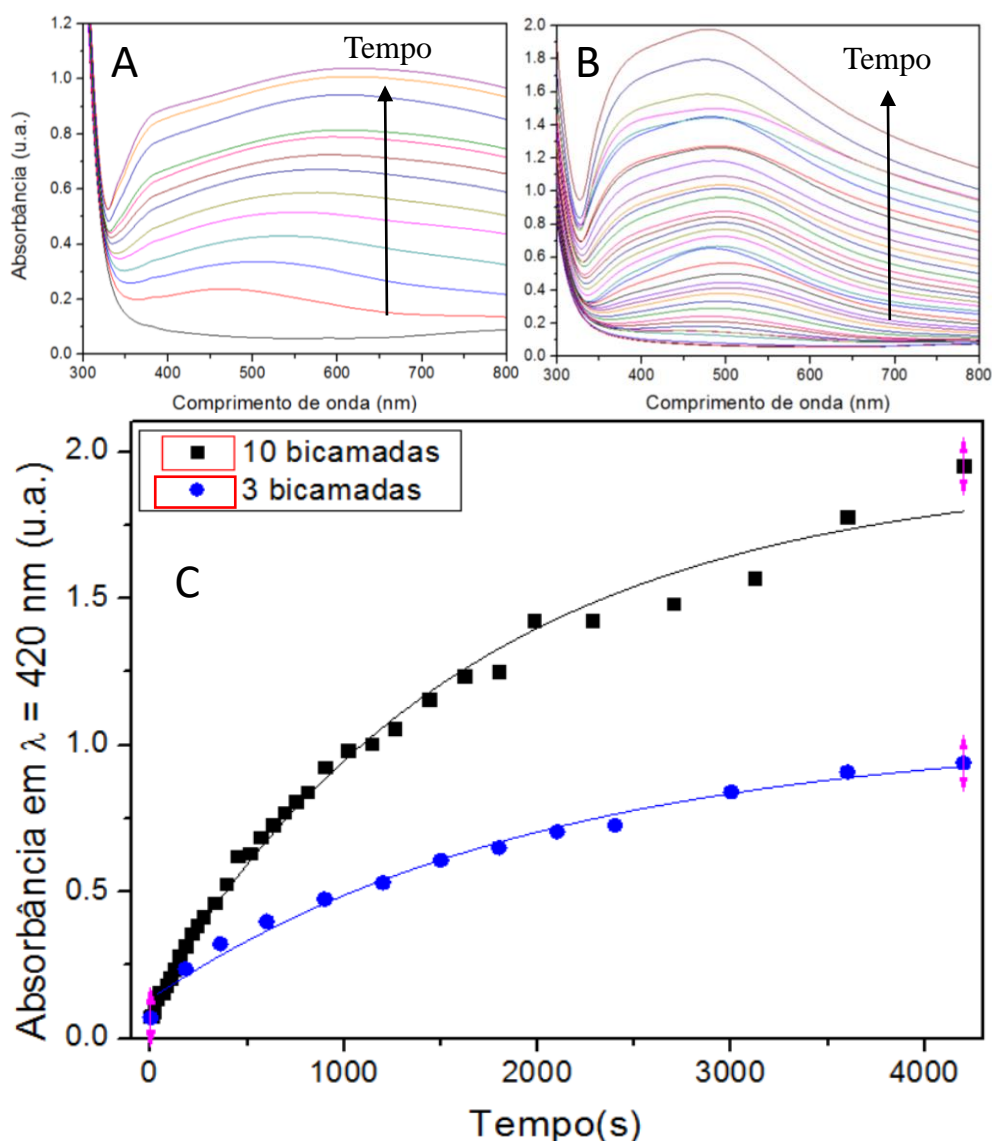 A
Tempo
1.2
1.0
0.8
0.6
0.4
0.2
0.0
Absorbância (u.a.)
300 400 500 600 700 800
Comprimento de onda (nm)
B
Tempo
2.0
1.8
1.6
1.4
1.2
1.0
0.8
0.6
0.4
0.2
0.0
300 400 500 600 700 800
Comprimento de onda (nm)
10 bicamadas
3 bicamadas
C
2.0
1.5
1.0
0.5
0.0
Absorbância em λ = 420 nm (u.a.)
0 1000 2000 3000 4000
Tempo(s)